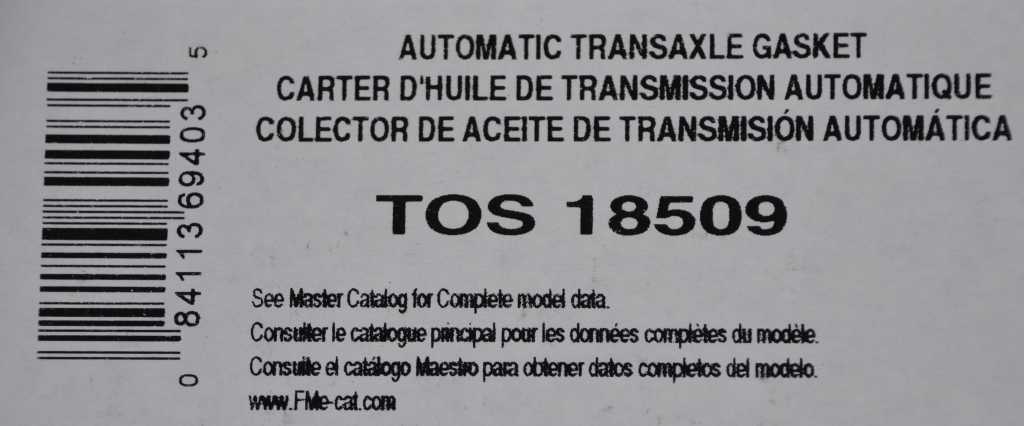 AUTOMATIC TRANSAXLE GASKET
CARTER D'HUILE DE TRANSMISSION AUTOMATIQUE
COLECTOR DE ACEITE DE TRANSMISIÓN AUTOMÁTICA
TOS 18509
See Master Catalog for Complete model data.
Consulter le catalogue principal pour les données complètes du modèle.
Consulte el catálogo Maestro para obtener datos completos del modelo.
www.FMe-cat.com
0 84113 69403 5